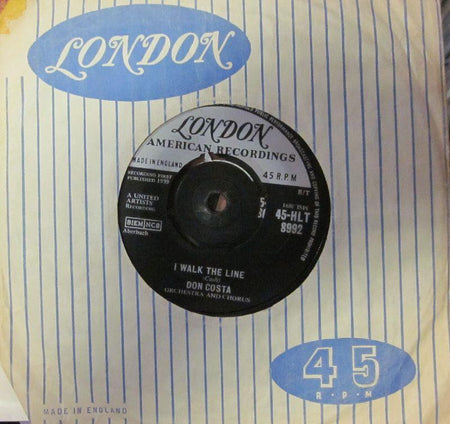 LONDON
LONDON
AMERICAN RECORDINGS
MADE IN ENGLAND
45 R.P.M
RECORDING FIRST
PUBLISHED 1959
R/T
A UNITED
ARTISTS
RECORDING
BIEM NCB
Aberbach
45-HLT
8992
I WALK THE LINE
(Cash)
DON COSTA
ORCHESTRA AND CHORUS
45
R·P·M
MADE IN ENGLAND